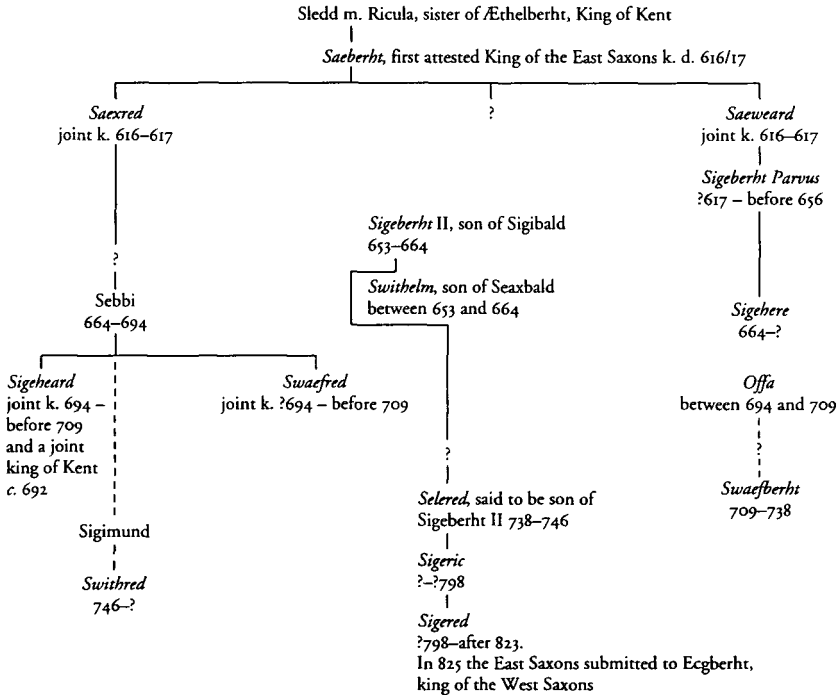 Sledd m. Ricula, sister of Æthelberht, King of Kent
Saeberht, first attested King of the East Saxons k. d. 616/17
Saexred
joint k. 616–617
?
Saeweard
joint k. 616–617
Sigeberht Parvus
?617 – before 656
Sigeberht II, son of Sigibald
653–664
?
Swithelm, son of Seaxbald
between 653 and 664
Sebbi
664–694
Sigehere
664–?
Sigeheard
joint k. 694 –
before 709
and a joint
king of Kent
c. 692
Swaefred
joint k. ?694 – before 709
Offa
between 694 and 709
?
?
Swaefberht
709–738
Selered, said to be son of
Sigeberht II 738–746
Sigimund
Sigeric
?–?798
Swithred
746–?
Sigered
?798–after 823.
In 825 the East Saxons submitted to Ecgberht,
king of the West Saxons